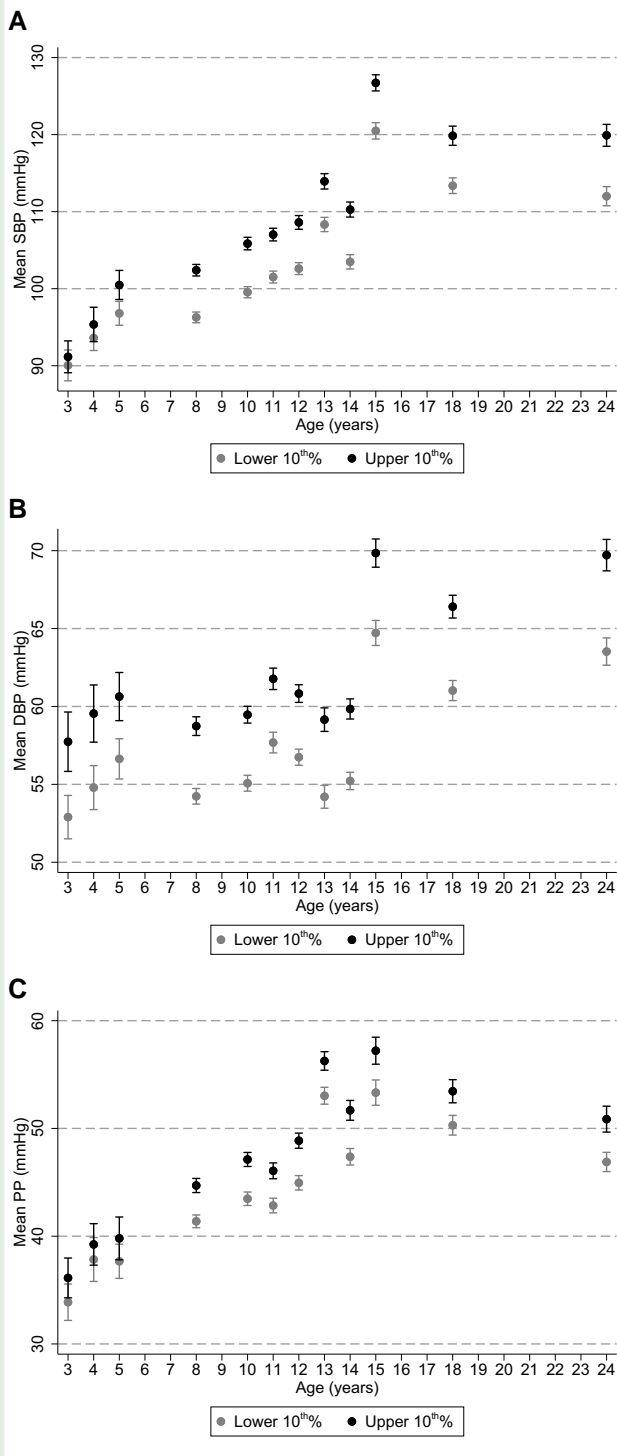 A
130
120
110
100
90
Mean SBP (mmHg)
3 4 5 6 7 8 9 10 11 12 13 14 15 16 17 18 19 20 21 22 23 24
Age (years)
Lower 10th% Upper 10th%
B
70
65
60
55
50
Mean DBP (mmHg)
3 4 5 6 7 8 9 10 11 12 13 14 15 16 17 18 19 20 21 22 23 24
Age (years)
Lower 10th% Upper 10th%
C
60
50
40
30
Mean PP (mmHg)
3 4 5 6 7 8 9 10 11 12 13 14 15 16 17 18 19 20 21 22 23 24
Age (years)
Lower 10th% Upper 10th%